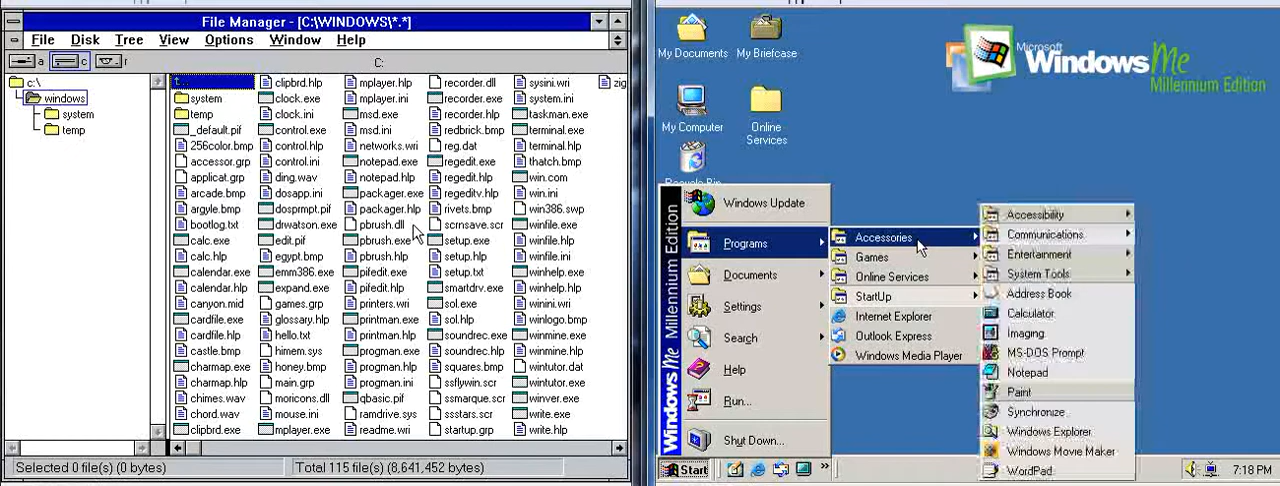 File Manager - [C:\WINDOWS\*.*]
File Disk Tree View Options Window Help
a c r C:
c:\
windows
system
temp
system
temp
_default.pif
256color.bmp
accessor.grp
applicat.grp
arcade.bmp
argyle.bmp
bootlog.txt
calc.exe
calc.hlp
calendar.exe
calendar.hlp
canyon.mid
cardfile.exe
cardfile.hlp
castle.bmp
charmap.exe
charmap.hlp
chimes.wav
chord.wav
clipbrd.exe
clipbrd.hlp
clock.exe
clock.ini
control.exe
control.hlp
control.ini
ding.wav
dosapp.ini
dosprmpt.pif
drwatson.exe
edit.pif
egypt.bmp
emm386.exe
expand.exe
games.grp
glossary.hlp
hello.txt
himem.sys
honey.bmp
main.grp
moricons.dll
mouse.ini
mplayer.exe
mplayer.hlp
mplayer.ini
msd.exe
msd.ini
networks.wri
notepad.exe
notepad.hlp
packager.exe
packager.hlp
pbrush.dll
pbrush.exe
pbrush.hlp
pifedit.exe
pifedit.hlp
printers.wri
printman.exe
printman.hlp
progman.exe
progman.hlp
progman.ini
qbasic.pif
ramdrive.sys
readme.wri
recorder.dll
recorder.exe
recorder.hlp
redbrick.bmp
reg.dat
regedit.exe
regedit.hlp
regeditv.hlp
rivets.bmp
scrnsave.scr
setup.exe
setup.hlp
setup.txt
smartdrv.exe
sol.exe
sol.hlp
soundrec.exe
soundrec.hlp
squares.bmp
ssflywin.scr
ssmarque.scr
ssstars.scr
startup.grp
sysini.wri
system.ini
taskman.exe
terminal.exe
terminal.hlp
thatch.bmp
win.com
win.ini
win386.swp
winfile.exe
winfile.hlp
winhelp.exe
winhelp.hlp
winini.wri
winlogo.bmp
winmine.exe
winmine.hlp
wintutor.dat
wintutor.exe
winver.exe
write.exe
write.hlp
zig
Selected 0 file(s) (0 bytes) Total 115 file(s) (8,641,452 bytes)
My Documents My Briefcase
My Computer Online
Services
Recycle Bin
Microsoft
Windows Me
Millennium Edition
Windows Me Millennium Edition
Windows Update
Programs
Documents
Settings
Search
Help
Run...
Shut Down...
Accessories
Games
Online Services
StartUp
Internet Explorer
Outlook Express
Windows Media Player
Accessibility
Communications
Entertainment
System Tools
Address Book
Calculator
Imaging
MS-DOS Prompt
Notepad
Paint
Synchronize
Windows Explorer
Windows Movie Maker
WordPad
Start » 7:18 PM